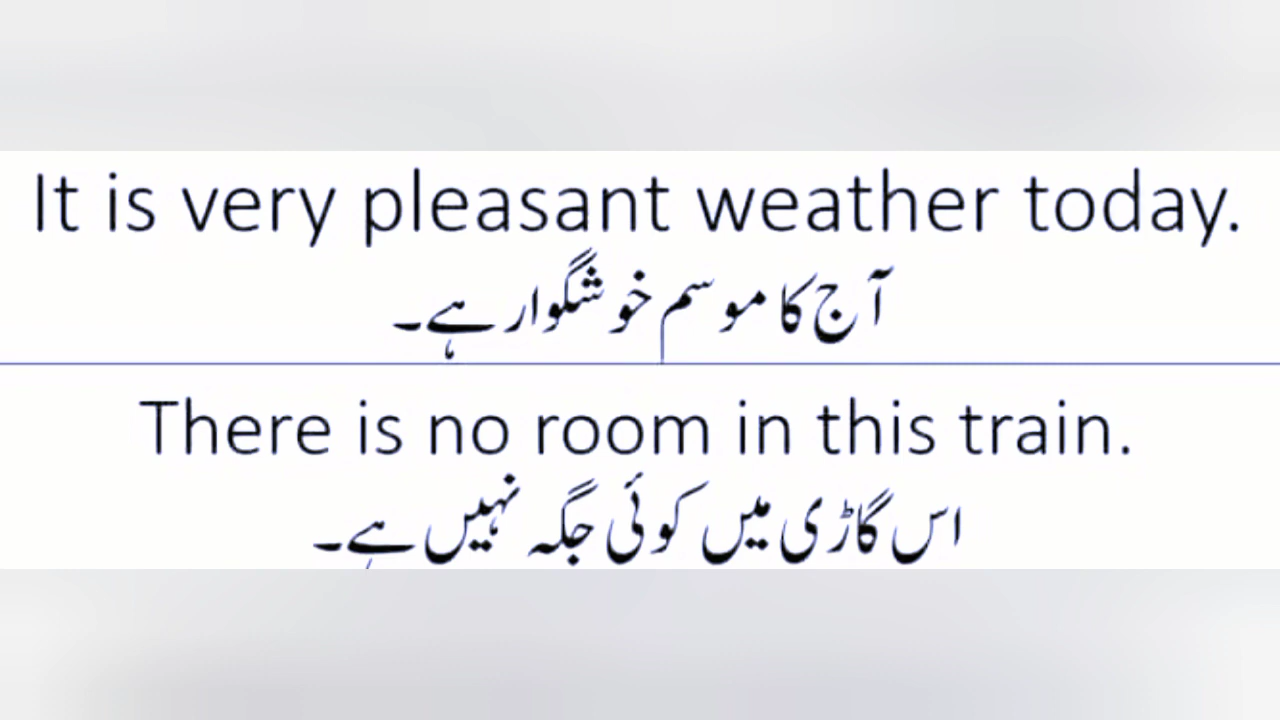 It is very pleasant weather today.
آج کا موسم خوشگوار ہے۔
There is no room in this train.
اس گاڑی میں کوئی جگہ نہیں ہے۔